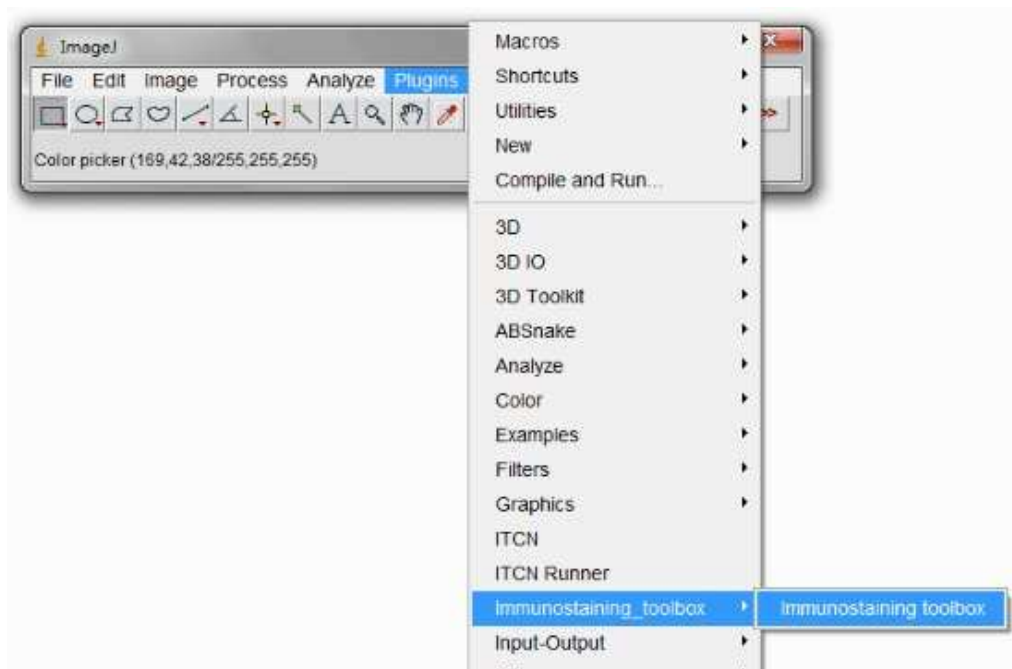 ImageJ
File Edit Image Process Analyze Plugins
A
Color picker (169,42,38/255,255,255)
Macros
Shortcuts
Utilities
New
Compile and Run...
3D
3D IO
3D Toolkit
ABSnake
Analyze
Color
Examples
Filters
Graphics
ITCN
ITCN Runner
Immunostaining_toolbox
Immunostaining toolbox
Input-Output